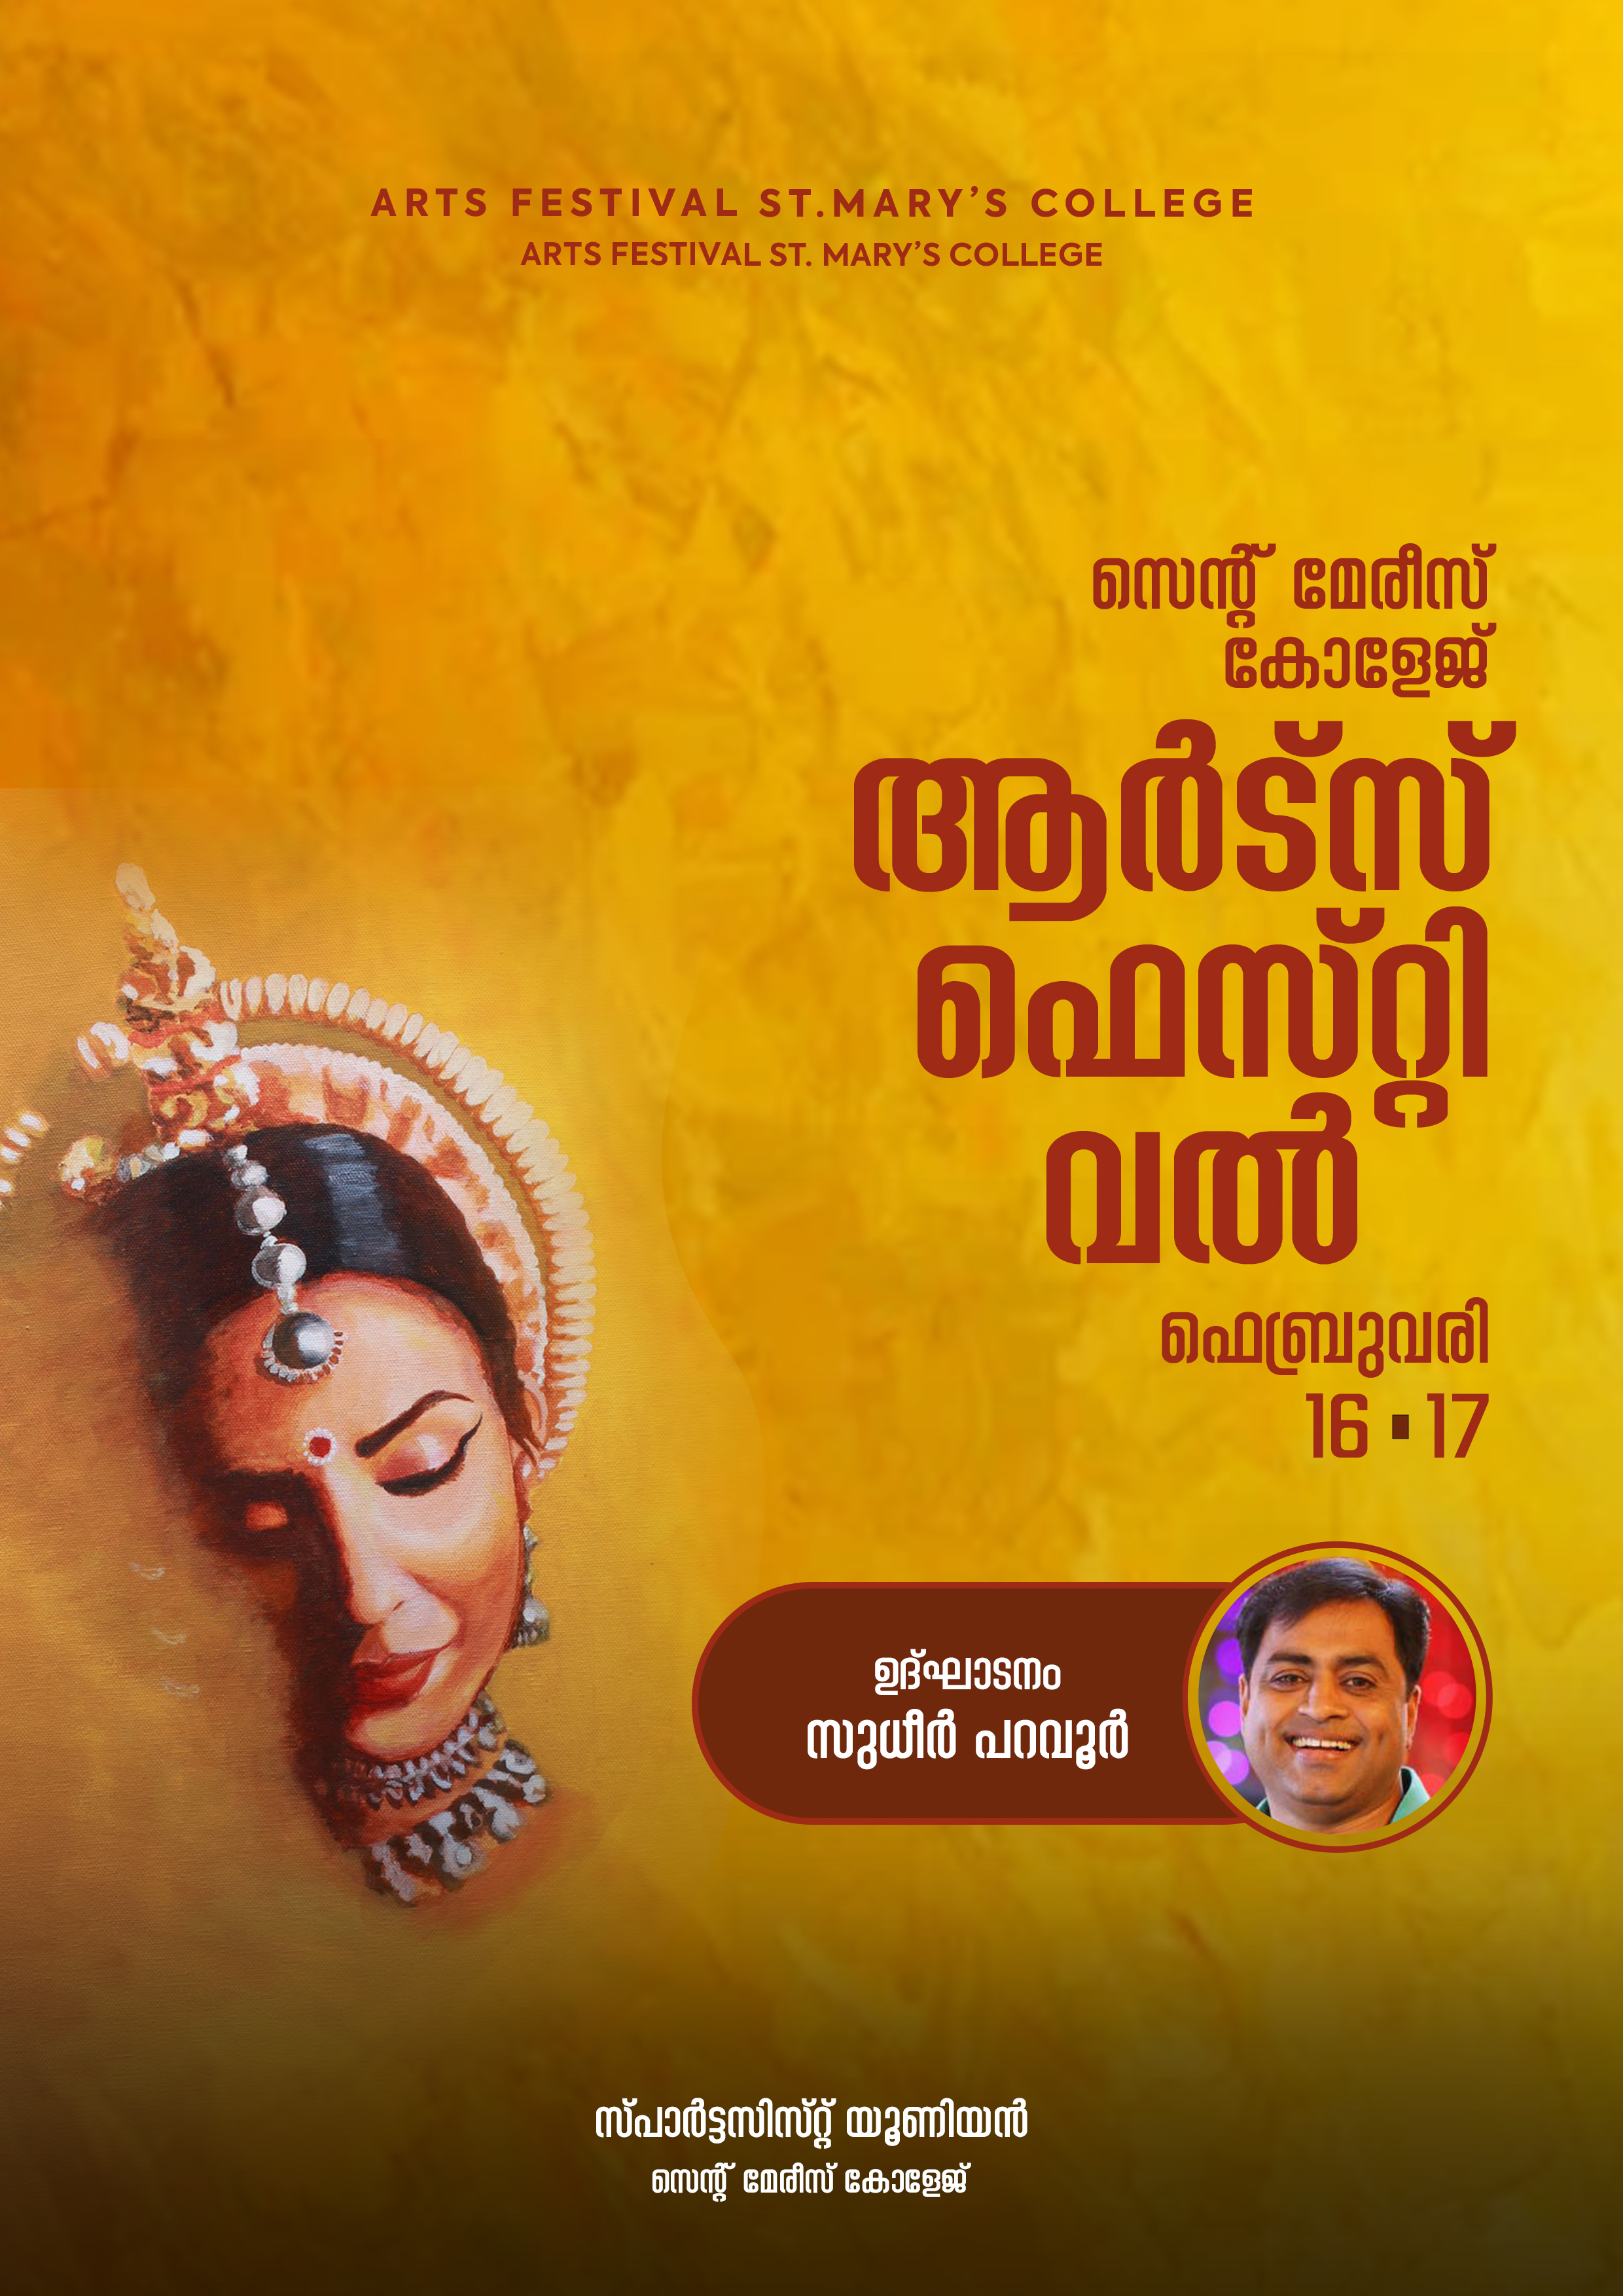 ARTS FESTIVAL ST.MARY’S COLLEGE
ARTS FESTIVAL ST. MARY’S COLLEGE
സെന്റ് മേരീസ്
കോളേജ്
ആർട്സ്
ഫെസ്റ്റി
വൽ
ഫെബ്രുവരി
16 ▪ 17
ഉദ്ഘാടനം
സുധീർ പറവൂർ
സ്പാർട്ടസിസ്റ്റ് യൂണിയൻ
സെന്റ് മേരീസ് കോളേജ്